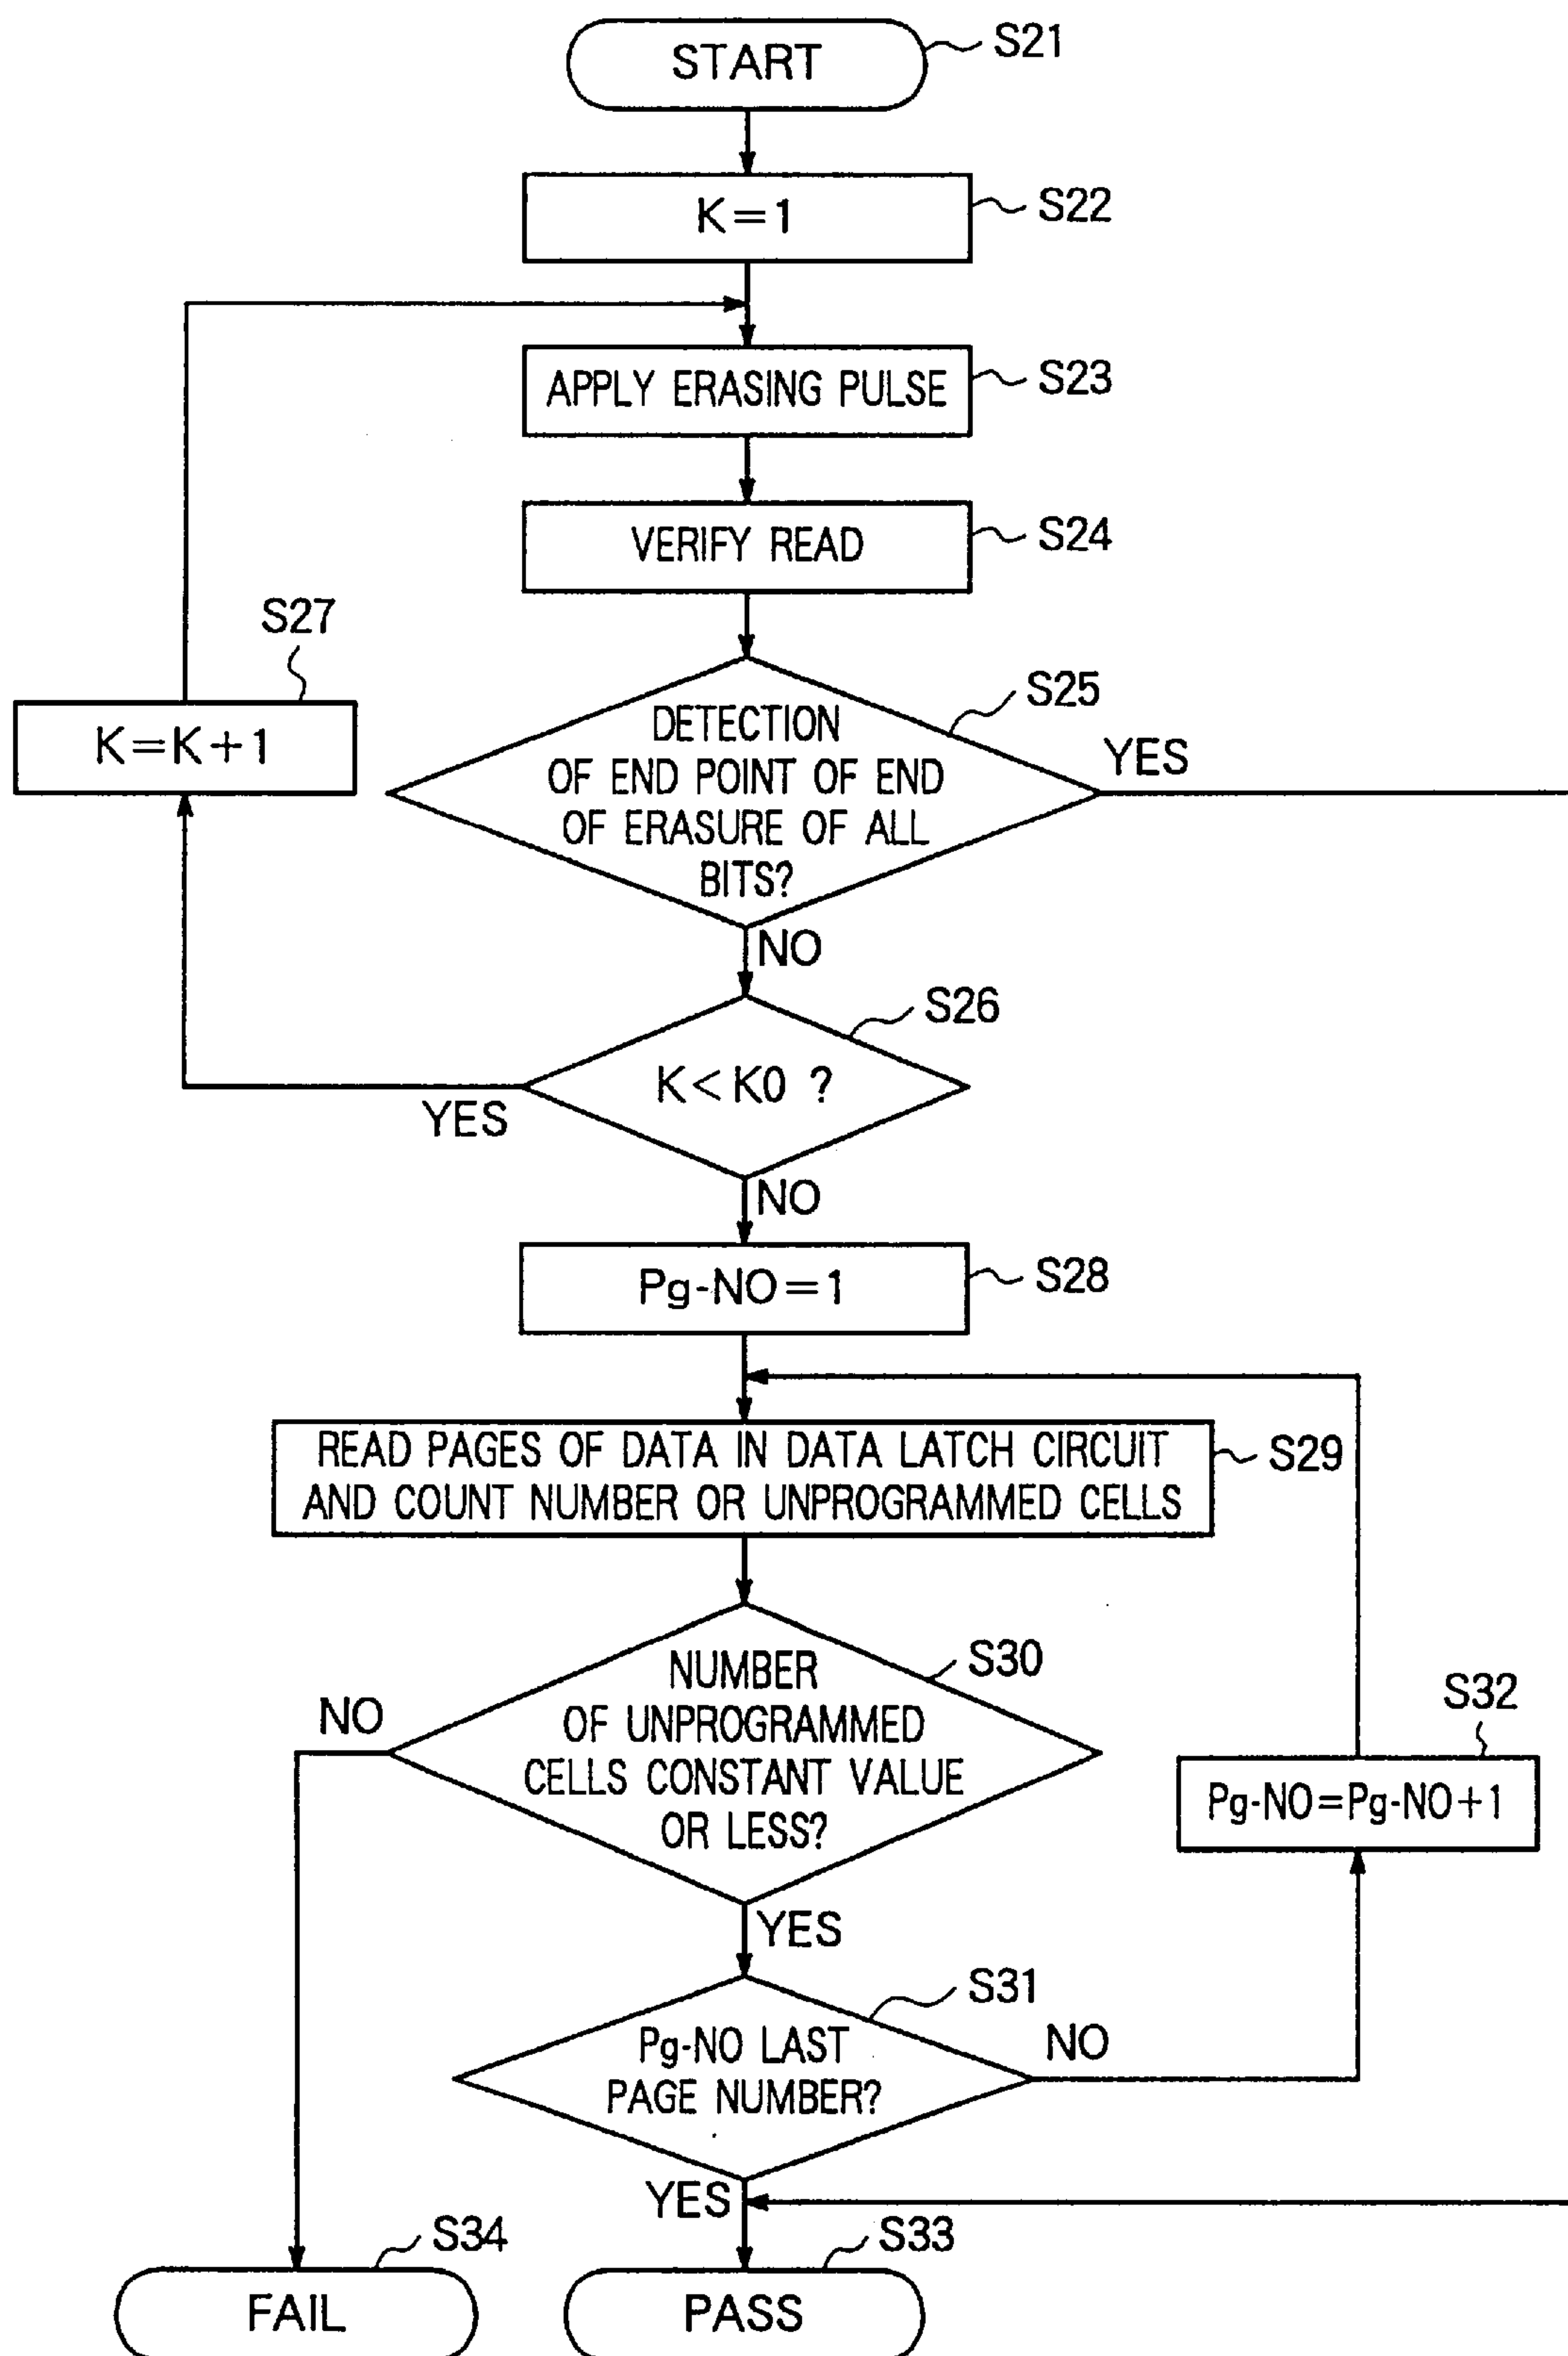 START
S21
K=1
S22
APPLY ERASING PULSE
S23
VERIFY READ
S24
S27
K=K+1
DETECTION
OF END POINT OF END
OF ERASURE OF ALL
BITS?
S25
YES
NO
K<K0 ?
S26
YES
NO
Pg-NO=1
S28
READ PAGES OF DATA IN DATA LATCH CIRCUIT
AND COUNT NUMBER OR UNPROGRAMMED CELLS
S29
NUMBER
OF UNPROGRAMMED
CELLS CONSTANT VALUE
OR LESS?
S30
NO
S32
Pg-NO=Pg-NO+1
YES
Pg-NO LAST
PAGE NUMBER?
S31
NO
YES
S34
FAIL
S33
PASS